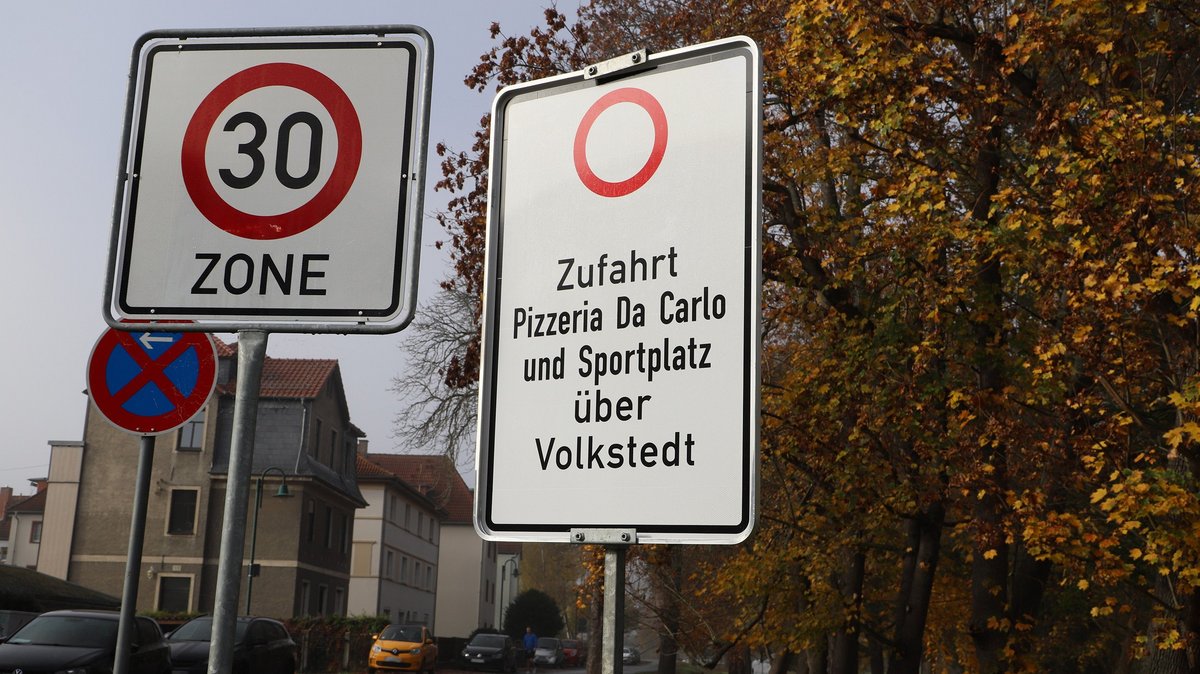 30
ZONE
Zufahrt
Pizzeria Da Carlo
und Sportplatz
über
Volkstedt